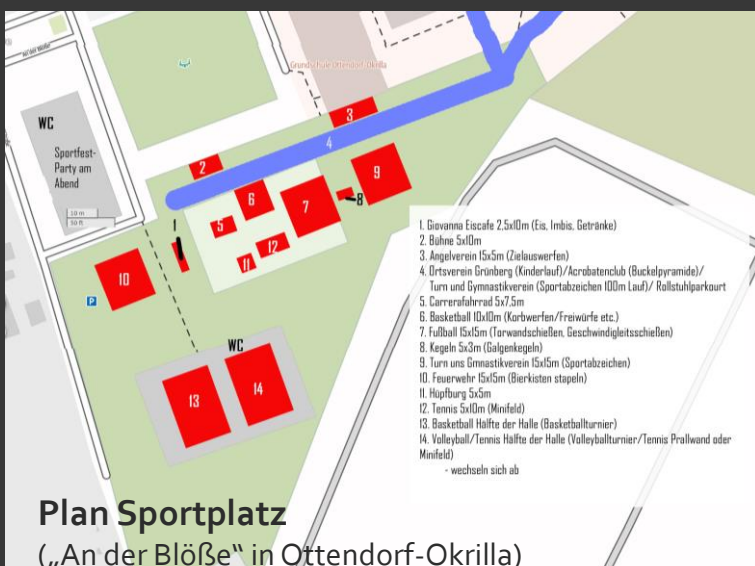 An der Blöße
Grundschule Ottendorf-Okrilla
WC
Sportfest-
Party am
Abend
10 m
30 ft
3
4
2
9
6
8
7
1
5
12
11
10
P
WC
14
13
1. Giovanna Eiscafe 2,5x10m (Eis, Imbis, Getränke)
2. Bühne 5x10m
3. Angelverein 15x5m (Zielauswerfen)
4. Ortsverein Grünberg (Kinderlauf)/Acrobatenclub (Buckelpyramide)/
Turn und Gymnastikverein (Sportabzeichen 100m Lauf)/ Rollstuhlparkourt
5. Carrerafahrrad 5x7,5m
6. Basketball 10x10m (Korbwerfen/Freiwürfe etc.)
7. Fußball 15x15m (Torwandschießen, Geschwindigleitsschießen)
8. Kegeln 5x3m (Galgenkegeln)
9. Turn uns Gmnastikverein 15x15m (Sportabzeichen)
10. Feuerwehr 15x15m (Bierkisten stapeln)
11. Hüpfburg 5x5m
12. Tennis 5x10m (Minifeld)
13. Basketball Hälfte der Halle (Basketballturnier)
14. Volleyball/Tennis Hälfte der Halle (Volleyballturnier/Tennis Prallwand oder
Minifeld)
- wechseln sich ab
Plan Sportplatz
(„An der Blöße“ in Ottendorf-Okrilla)